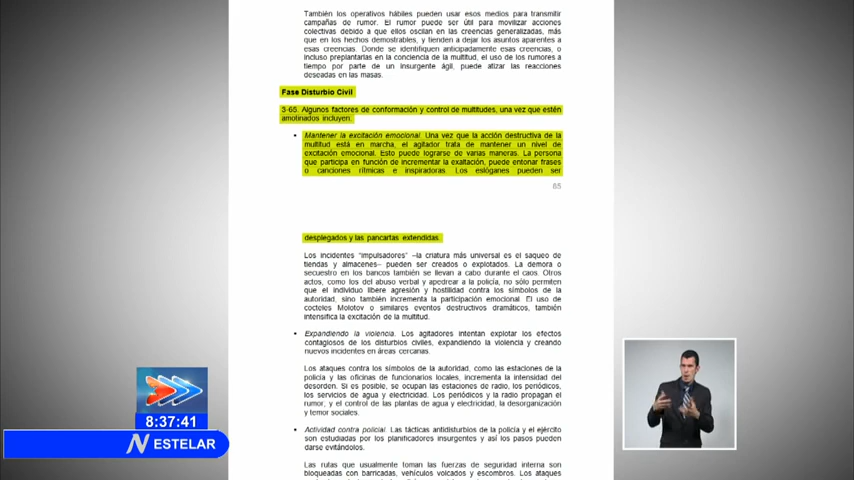 También los operativos hábiles pueden usar esos medios para transmitir
campañas de rumor. El rumor puede ser útil para movilizar acciones
colectivas debido a que ellos oscilan en las creencias generalizadas, más
que en los hechos demostrables, y tienden a dejar los asuntos aparentes a
esas creencias. Donde se identifiquen anticipadamente esas creencias, o
incluso preplantarlas en la conciencia de la multitud, el uso de los rumores a
tiempo por parte de un insurgente ágil, puede atizar las reacciones
deseadas en las masas.
Fase Disturbio Civil
3-65. Algunos factores de conformación y control de multitudes, una vez que estén
amotinados incluyen:
• Mantener la excitación emocional. Una vez que la acción destructiva de la
multitud está en marcha, el agitador trata de mantener un nivel de
excitación emocional. Esto puede lograrse de varias maneras. La persona
que participa en función de incrementar la exaltación, puede entonar frases
o canciones rítmicas e inspiradoras. Los eslóganes pueden ser
65
desplegados y las pancartas extendidas.
Los incidentes "impulsadores" –la criatura más universal es el saqueo de
tiendas y almacenes– pueden ser creados o explotados. La demora o
secuestro en los bancos también se llevan a cabo durante el caos. Otros
actos, como los del abuso verbal y apedrear a la policía, no sólo permiten
que el individuo libere agresión y hostilidad contra los símbolos de la
autoridad, sino también incrementa la participación emocional. El uso de
cocteles Molotov o similares eventos destructivos dramáticos, también
intensifica la excitación de la multitud.
• Expandiendo la violencia. Los agitadores intentan explotar los efectos
contagiosos de los disturbios civiles, expandiendo la violencia y creando
nuevos incidentes en áreas cercanas.
Los ataques contra los símbolos de la autoridad, como las estaciones de la
policía y las oficinas de funcionarios locales, incrementa la intensidad del
desorden. Si es posible, se ocupan las estaciones de radio, los periódicos,
los servicios de agua y electricidad. Los periódicos y la radio propagan el
rumor, y el control de las plantas de agua y electricidad, la desorganización
y temor sociales.
• Actividad contra policial. Las tácticas antidisturbios de la policía y el ejército
son estudiadas por los planificadores insurgentes y así los pasos pueden
darse evitándolos.
Las rutas que usualmente toman las fuerzas de seguridad interna son
bloqueadas con barricadas, vehículos volcados y escombros. Los ataques
8:37:41
N ESTELAR